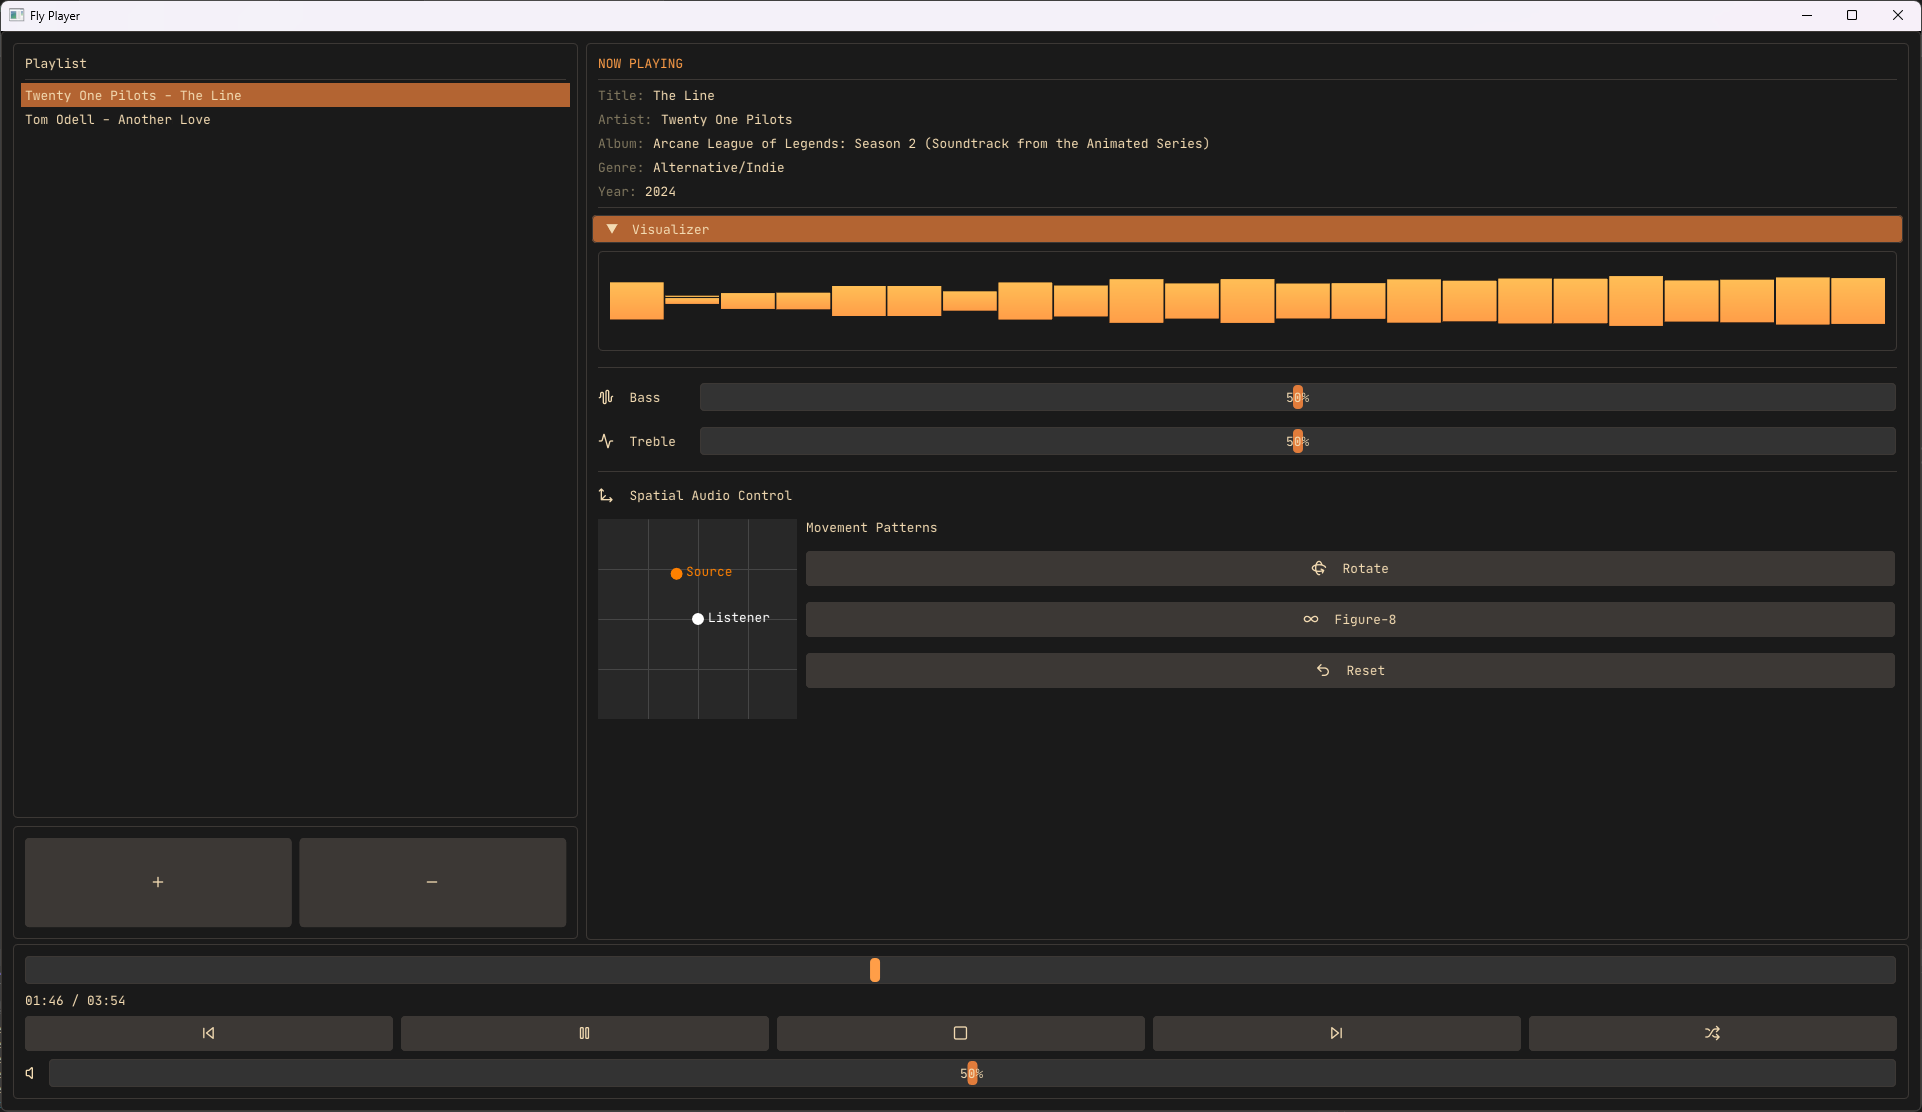 Fly Player
Playlist
Twenty One Pilots - The Line
Tom Odell - Another Love
NOW PLAYING
Title: The Line
Artist: Twenty One Pilots
Album: Arcane League of Legends: Season 2 (Soundtrack from the Animated Series)
Genre: Alternative/Indie
Year: 2024
Visualizer
Bass
50%
Treble
50%
Spatial Audio Control
Source
Listener
Movement Patterns
Rotate
Figure-8
Reset
+
-
01:46 / 03:54
50%